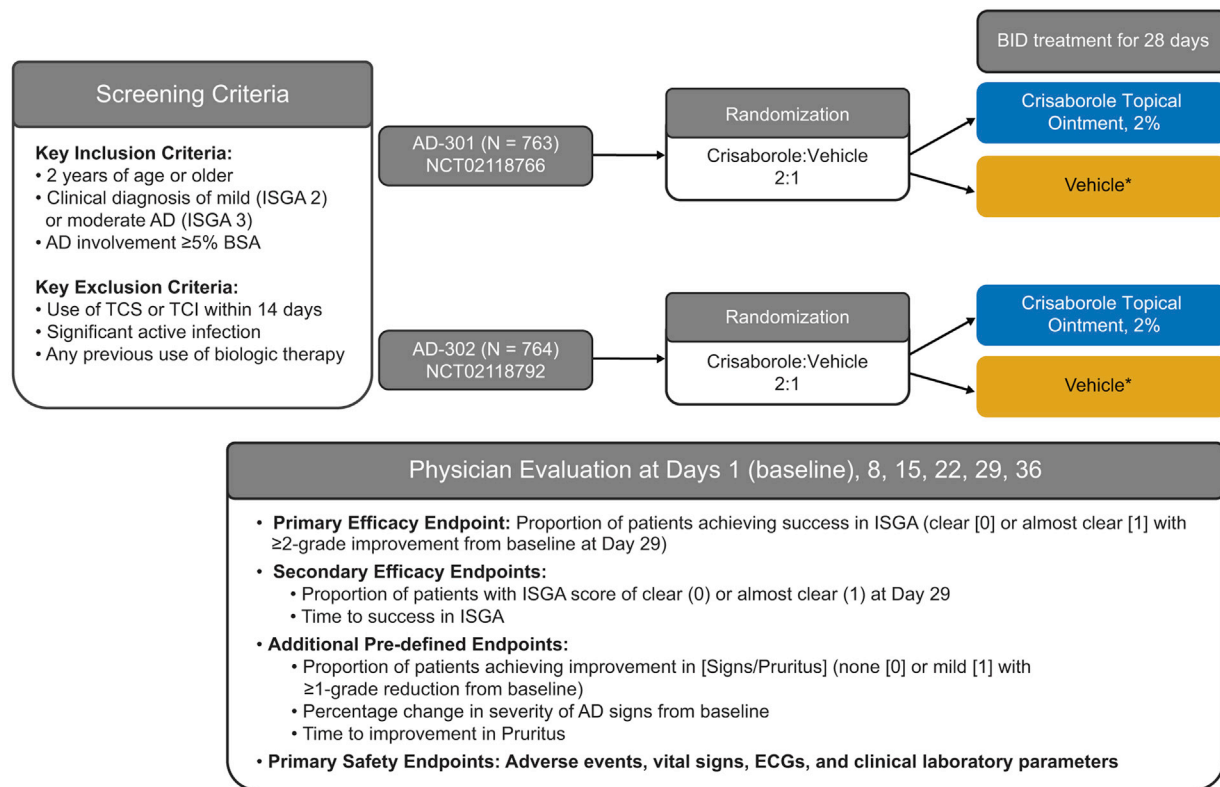 BID treatment for 28 days
Screening Criteria
Key Inclusion Criteria:
• 2 years of age or older
• Clinical diagnosis of mild (ISGA 2)
or moderate AD (ISGA 3)
• AD involvement ≥5% BSA
Key Exclusion Criteria:
• Use of TCS or TCI within 14 days
• Significant active infection
• Any previous use of biologic therapy
AD-301 (N = 763)
NCT02118766
Randomization
Crisaborole:Vehicle
2:1
Crisaborole Topical
Ointment, 2%
Vehicle*
AD-302 (N = 764)
NCT02118792
Randomization
Crisaborole:Vehicle
2:1
Crisaborole Topical
Ointment, 2%
Vehicle*
Physician Evaluation at Days 1 (baseline), 8, 15, 22, 29, 36
• Primary Efficacy Endpoint: Proportion of patients achieving success in ISGA (clear [0] or almost clear [1] with
≥2-grade improvement from baseline at Day 29)
• Secondary Efficacy Endpoints:
• Proportion of patients with ISGA score of clear (0) or almost clear (1) at Day 29
• Time to success in ISGA
• Additional Pre-defined Endpoints:
• Proportion of patients achieving improvement in [Signs/Pruritus] (none [0] or mild [1] with
≥1-grade reduction from baseline)
• Percentage change in severity of AD signs from baseline
• Time to improvement in Pruritus
• Primary Safety Endpoints: Adverse events, vital signs, ECGs, and clinical laboratory parameters